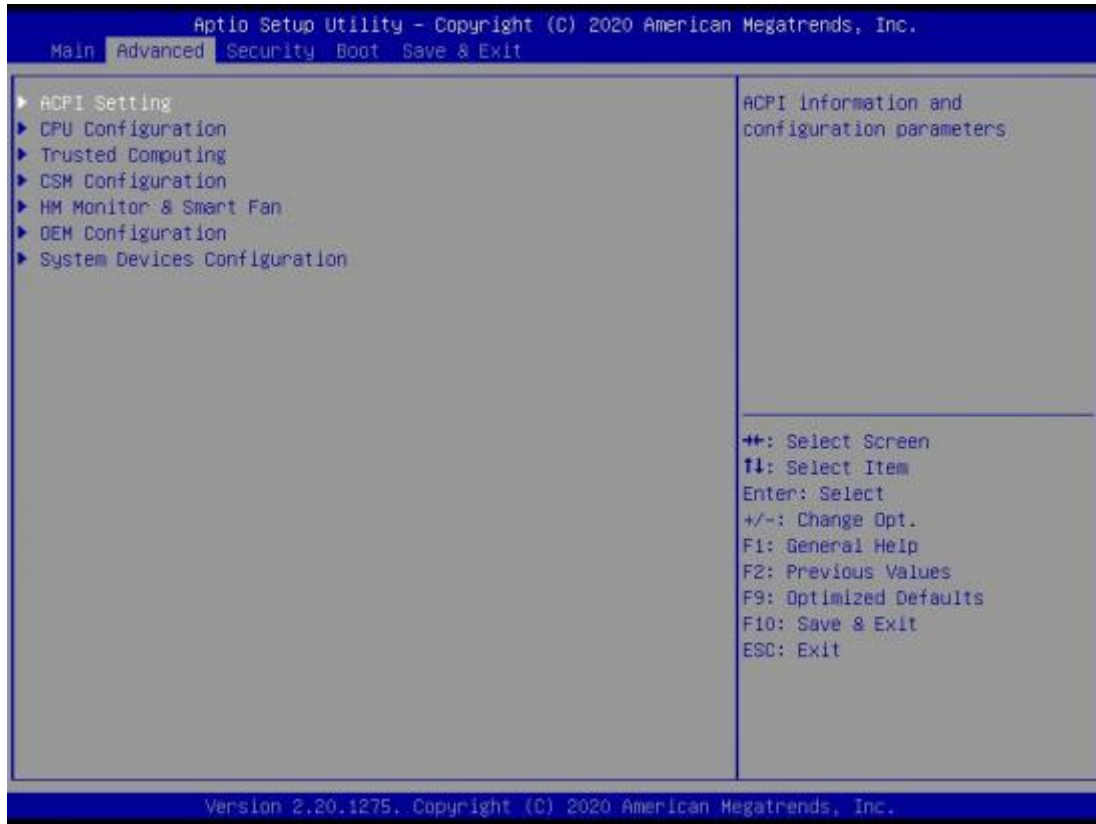 Aptio Setup Utility – Copyright (C) 2020 American Megatrends, Inc.
Main Advanced Security Boot Save & Exit
ACPI Setting
CPU Configuration
Trusted Computing
CSM Configuration
HM Monitor & Smart Fan
OEM Configuration
System Devices Configuration
ACPI information and
configuration parameters
→←: Select Screen
↑↓: Select Item
Enter: Select
+/-: Change Opt.
F1: General Help
F2: Previous Values
F9: Optimized Defaults
F10: Save & Exit
ESC: Exit
Version 2.20.1275. Copyright (C) 2020 American Megatrends, Inc.